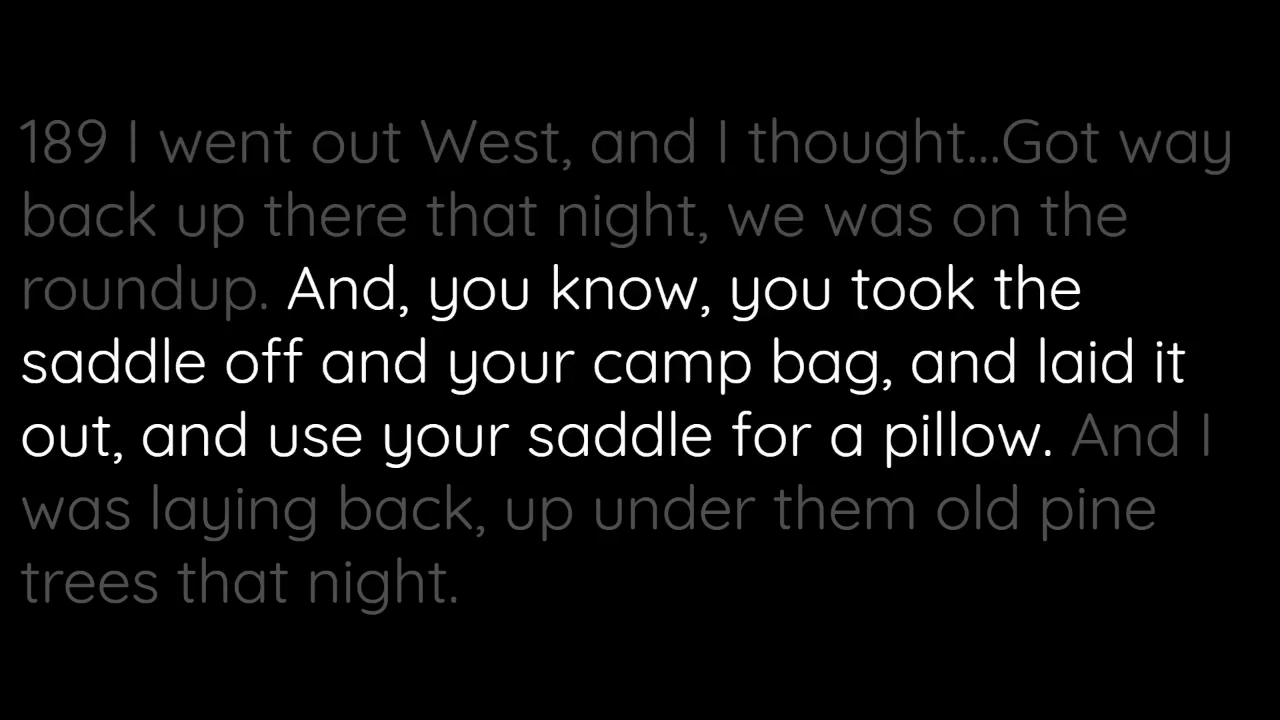 189 I went out West, and I thought...Got way
back up there that night, we was on the
roundup. And, you know, you took the
saddle off and your camp bag, and laid it
out, and use your saddle for a pillow. And I
was laying back, up under them old pine
trees that night.